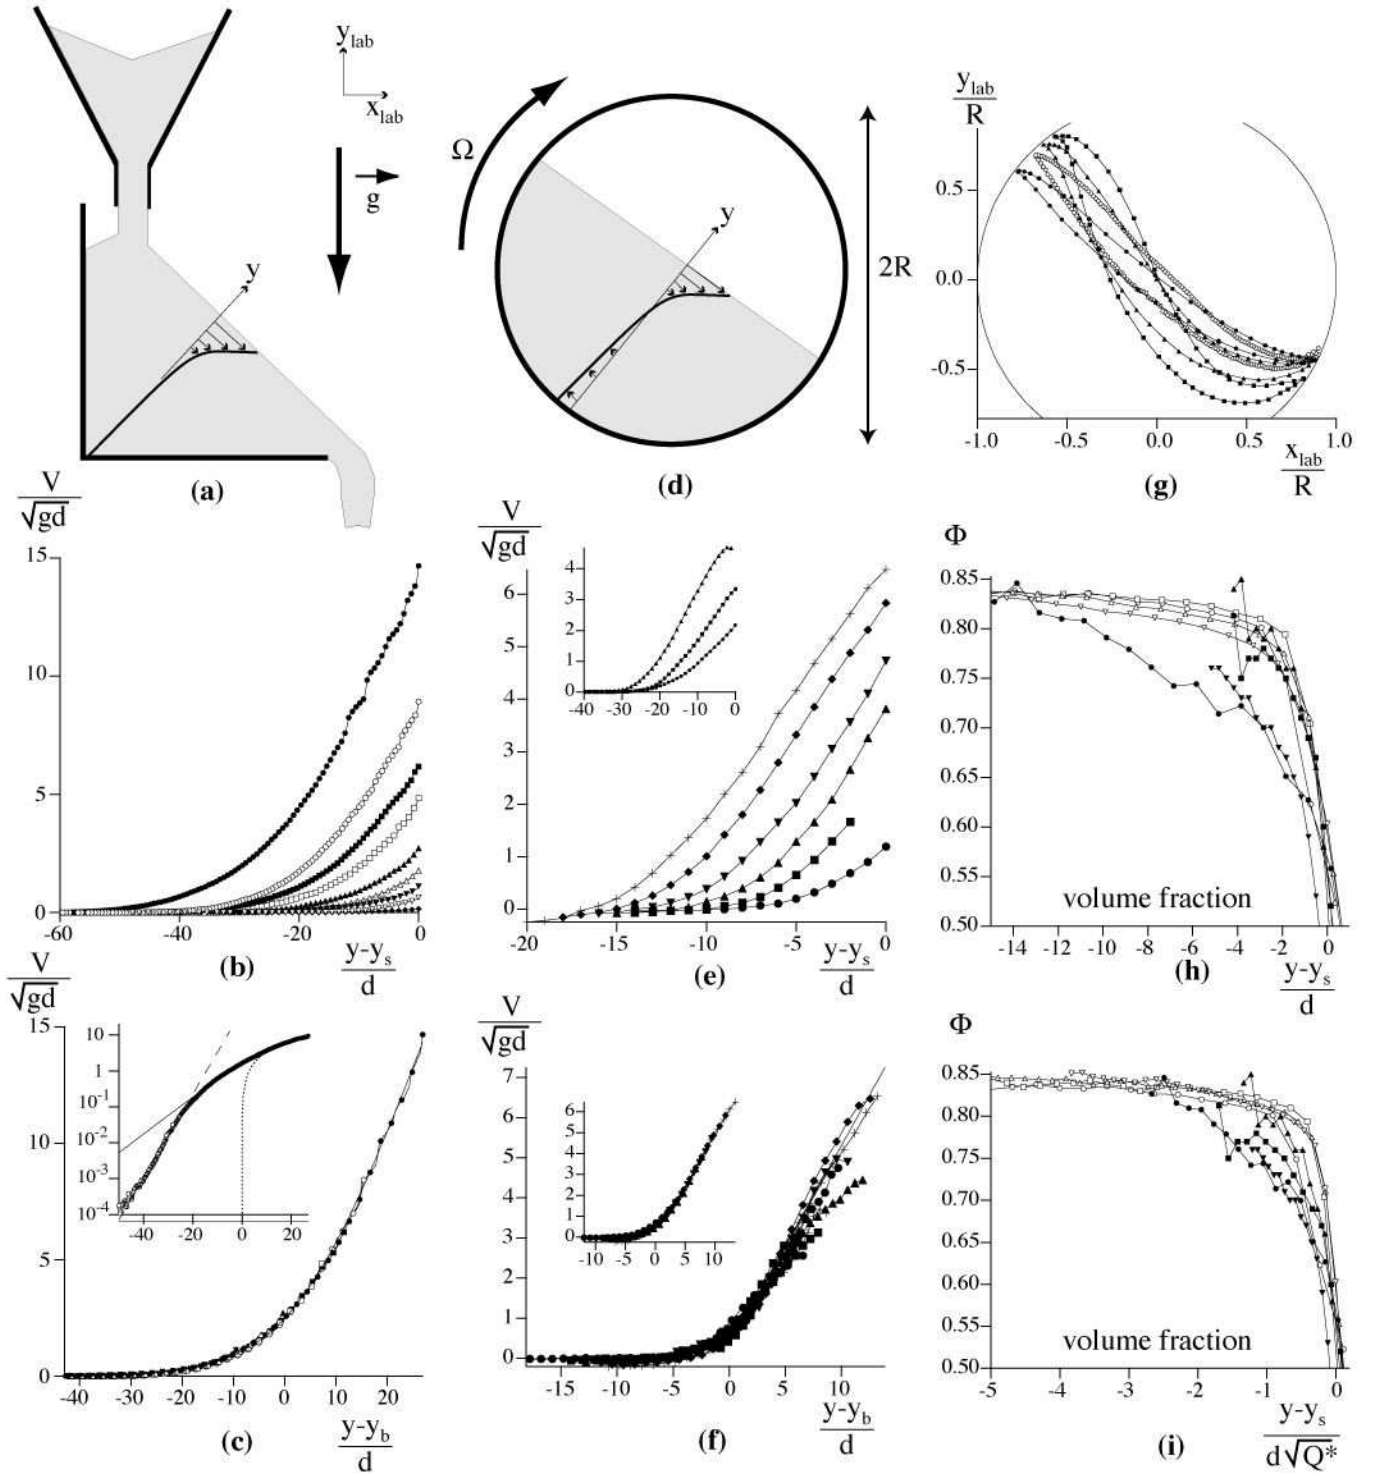 y_lab
x_lab
g
y
(a)
Ω
y
2R
(d)
y_lab
R
0.5
0.0
-0.5
-1.0 -0.5 0.0 0.5 1.0
x_lab
R
(g)
V
√gd
15
10
5
0
-60 -40 -20 0
(b)
y-y_s
d
V
√gd
6
5
4
3
2
1
0
-20 -15 -10 -5 0
4
3
2
1
0
-40 -30 -20 -10 0
(e)
y-y_s
d
Φ
0.85
0.80
0.75
0.70
0.65
0.60
0.55
0.50
volume fraction
-14 -12 -10 -8 -6 -4 -2 0
(h)
y-y_s
d
V
√gd
15
10
5
0
-40 -30 -20 -10 0 10 20
10
1
10^-1
10^-2
10^-3
10^-4
-40 -20 0 20
(c)
y-y_b
d
V
√gd
7
6
5
4
3
2
1
0
-15 -10 -5 0 5 10
6
5
4
3
2
1
0
-10 -5 0 5 10
(f)
y-y_b
d
Φ
0.85
0.80
0.75
0.70
0.65
0.60
0.55
0.50
volume fraction
-5 -4 -3 -2 -1 0
(i)
y-y_s
d√Q*